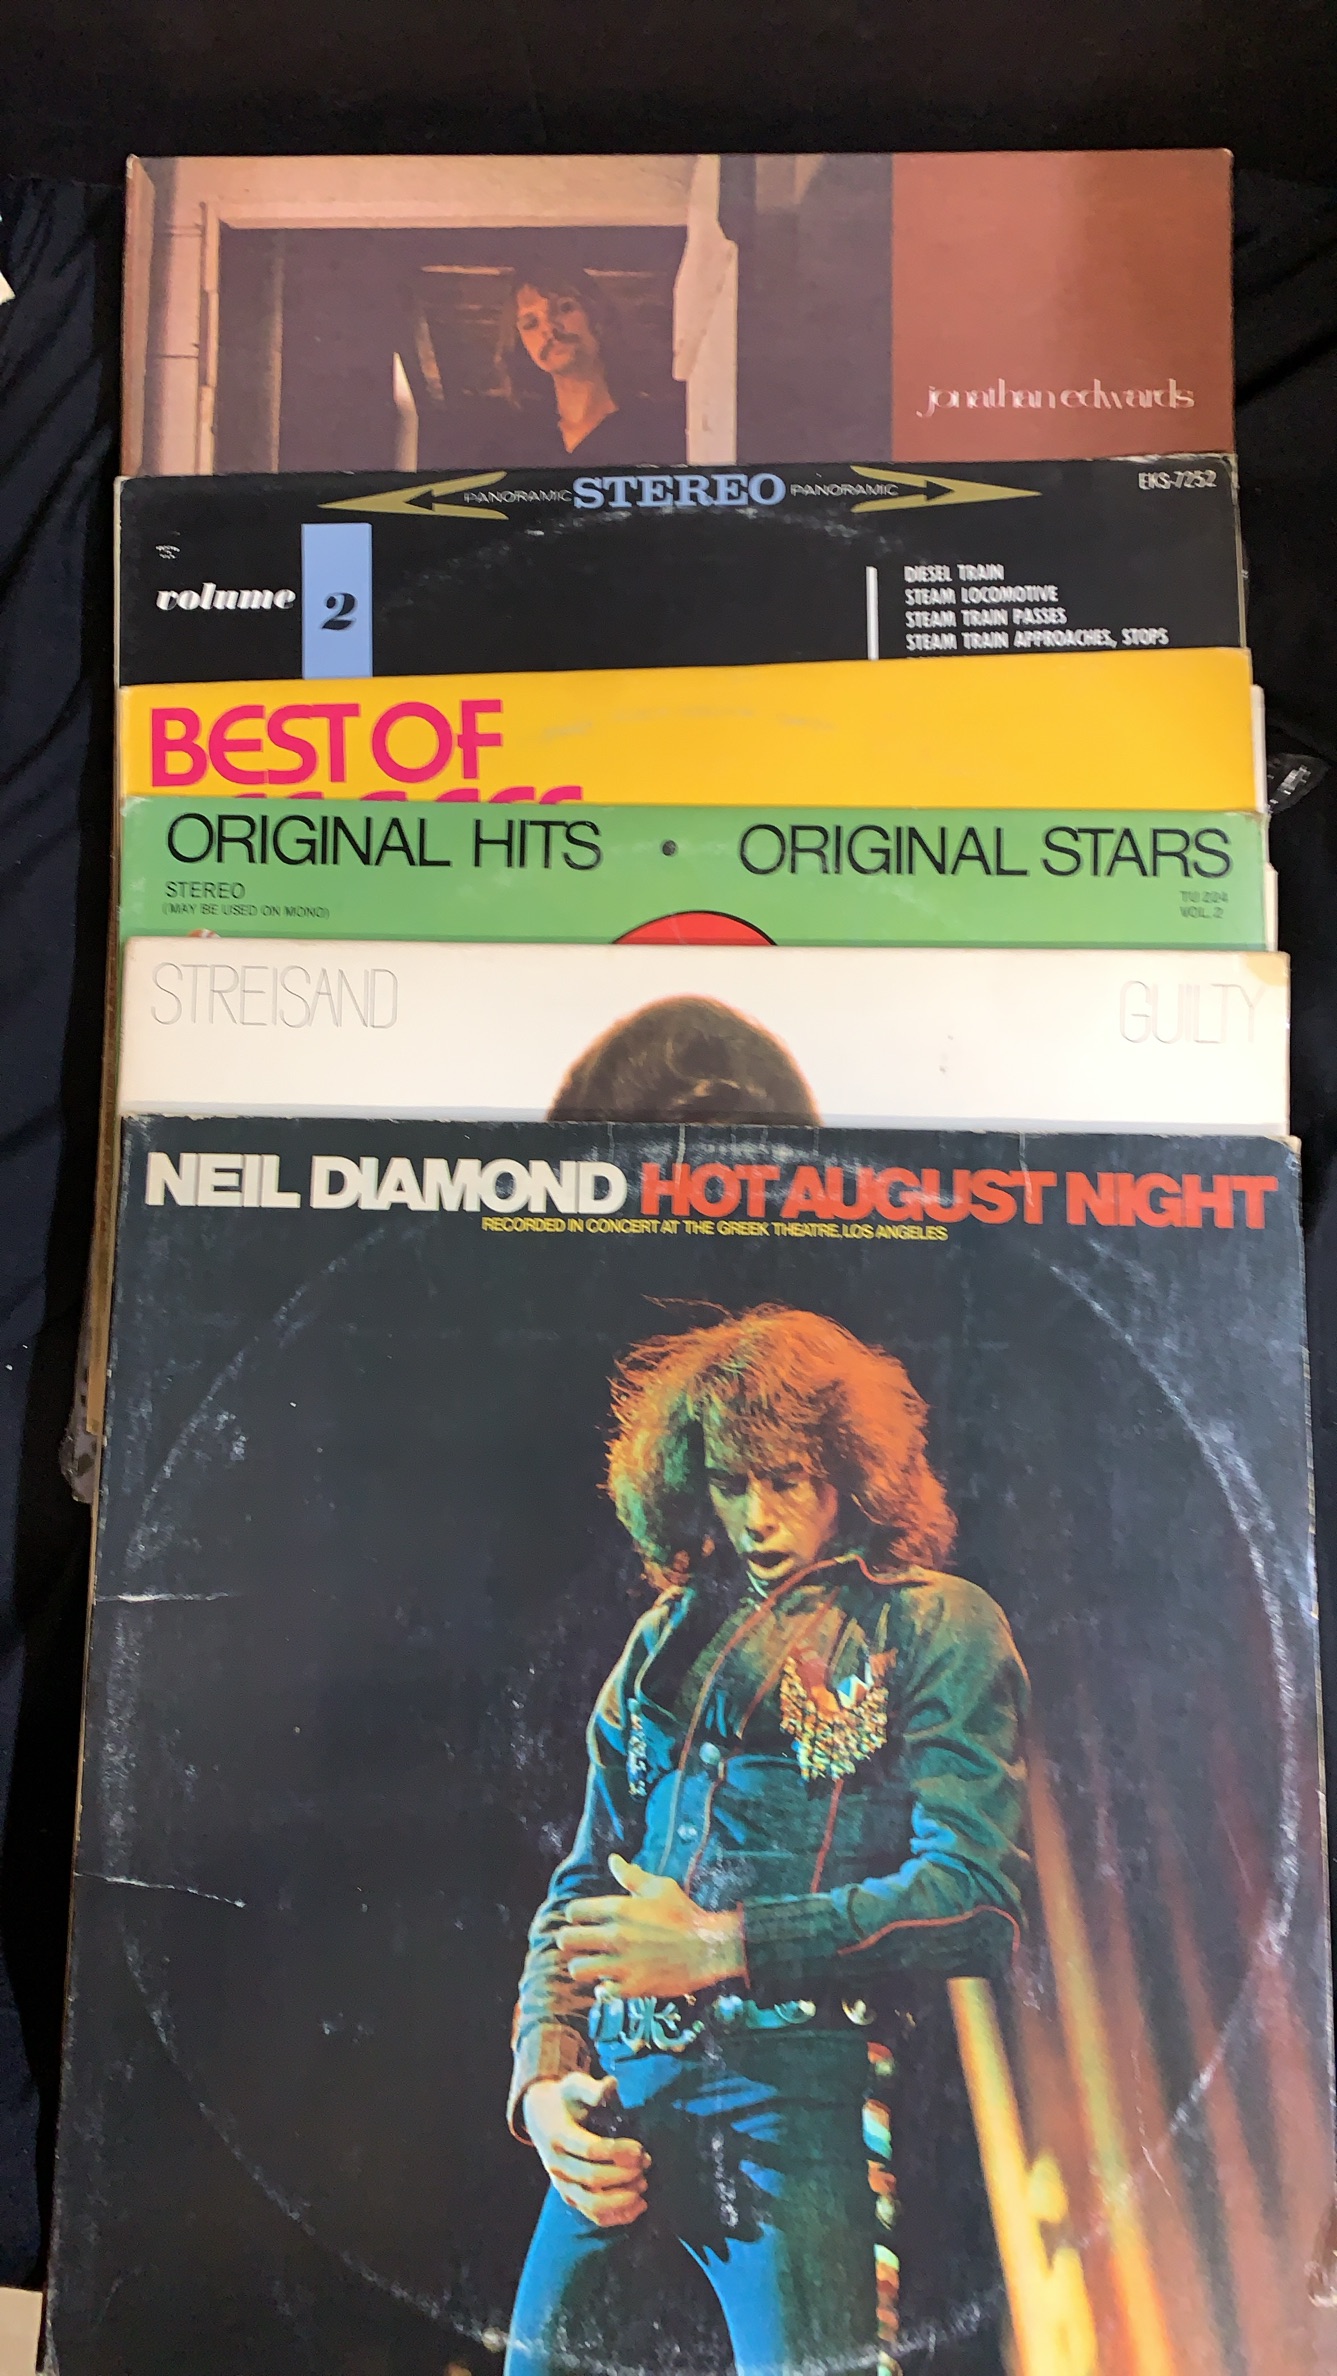 jonathan edwards
PANORAMIC STEREO PANORAMIC
EKS-7252
volume 2
DIESEL TRAIN
STEAM LOCOMOTIVE
STEAM TRAIN PASSES
STEAM TRAIN APPROACHES, STOPS
BEST OF
ORIGINAL HITS • ORIGINAL STARS
STEREO
(MAY BE USED ON MONO)
TU 224
VOL. 2
STREISAND GUILTY
NEIL DIAMOND HOT AUGUST NIGHT
RECORDED IN CONCERT AT THE GREEK THEATRE, LOS ANGELES